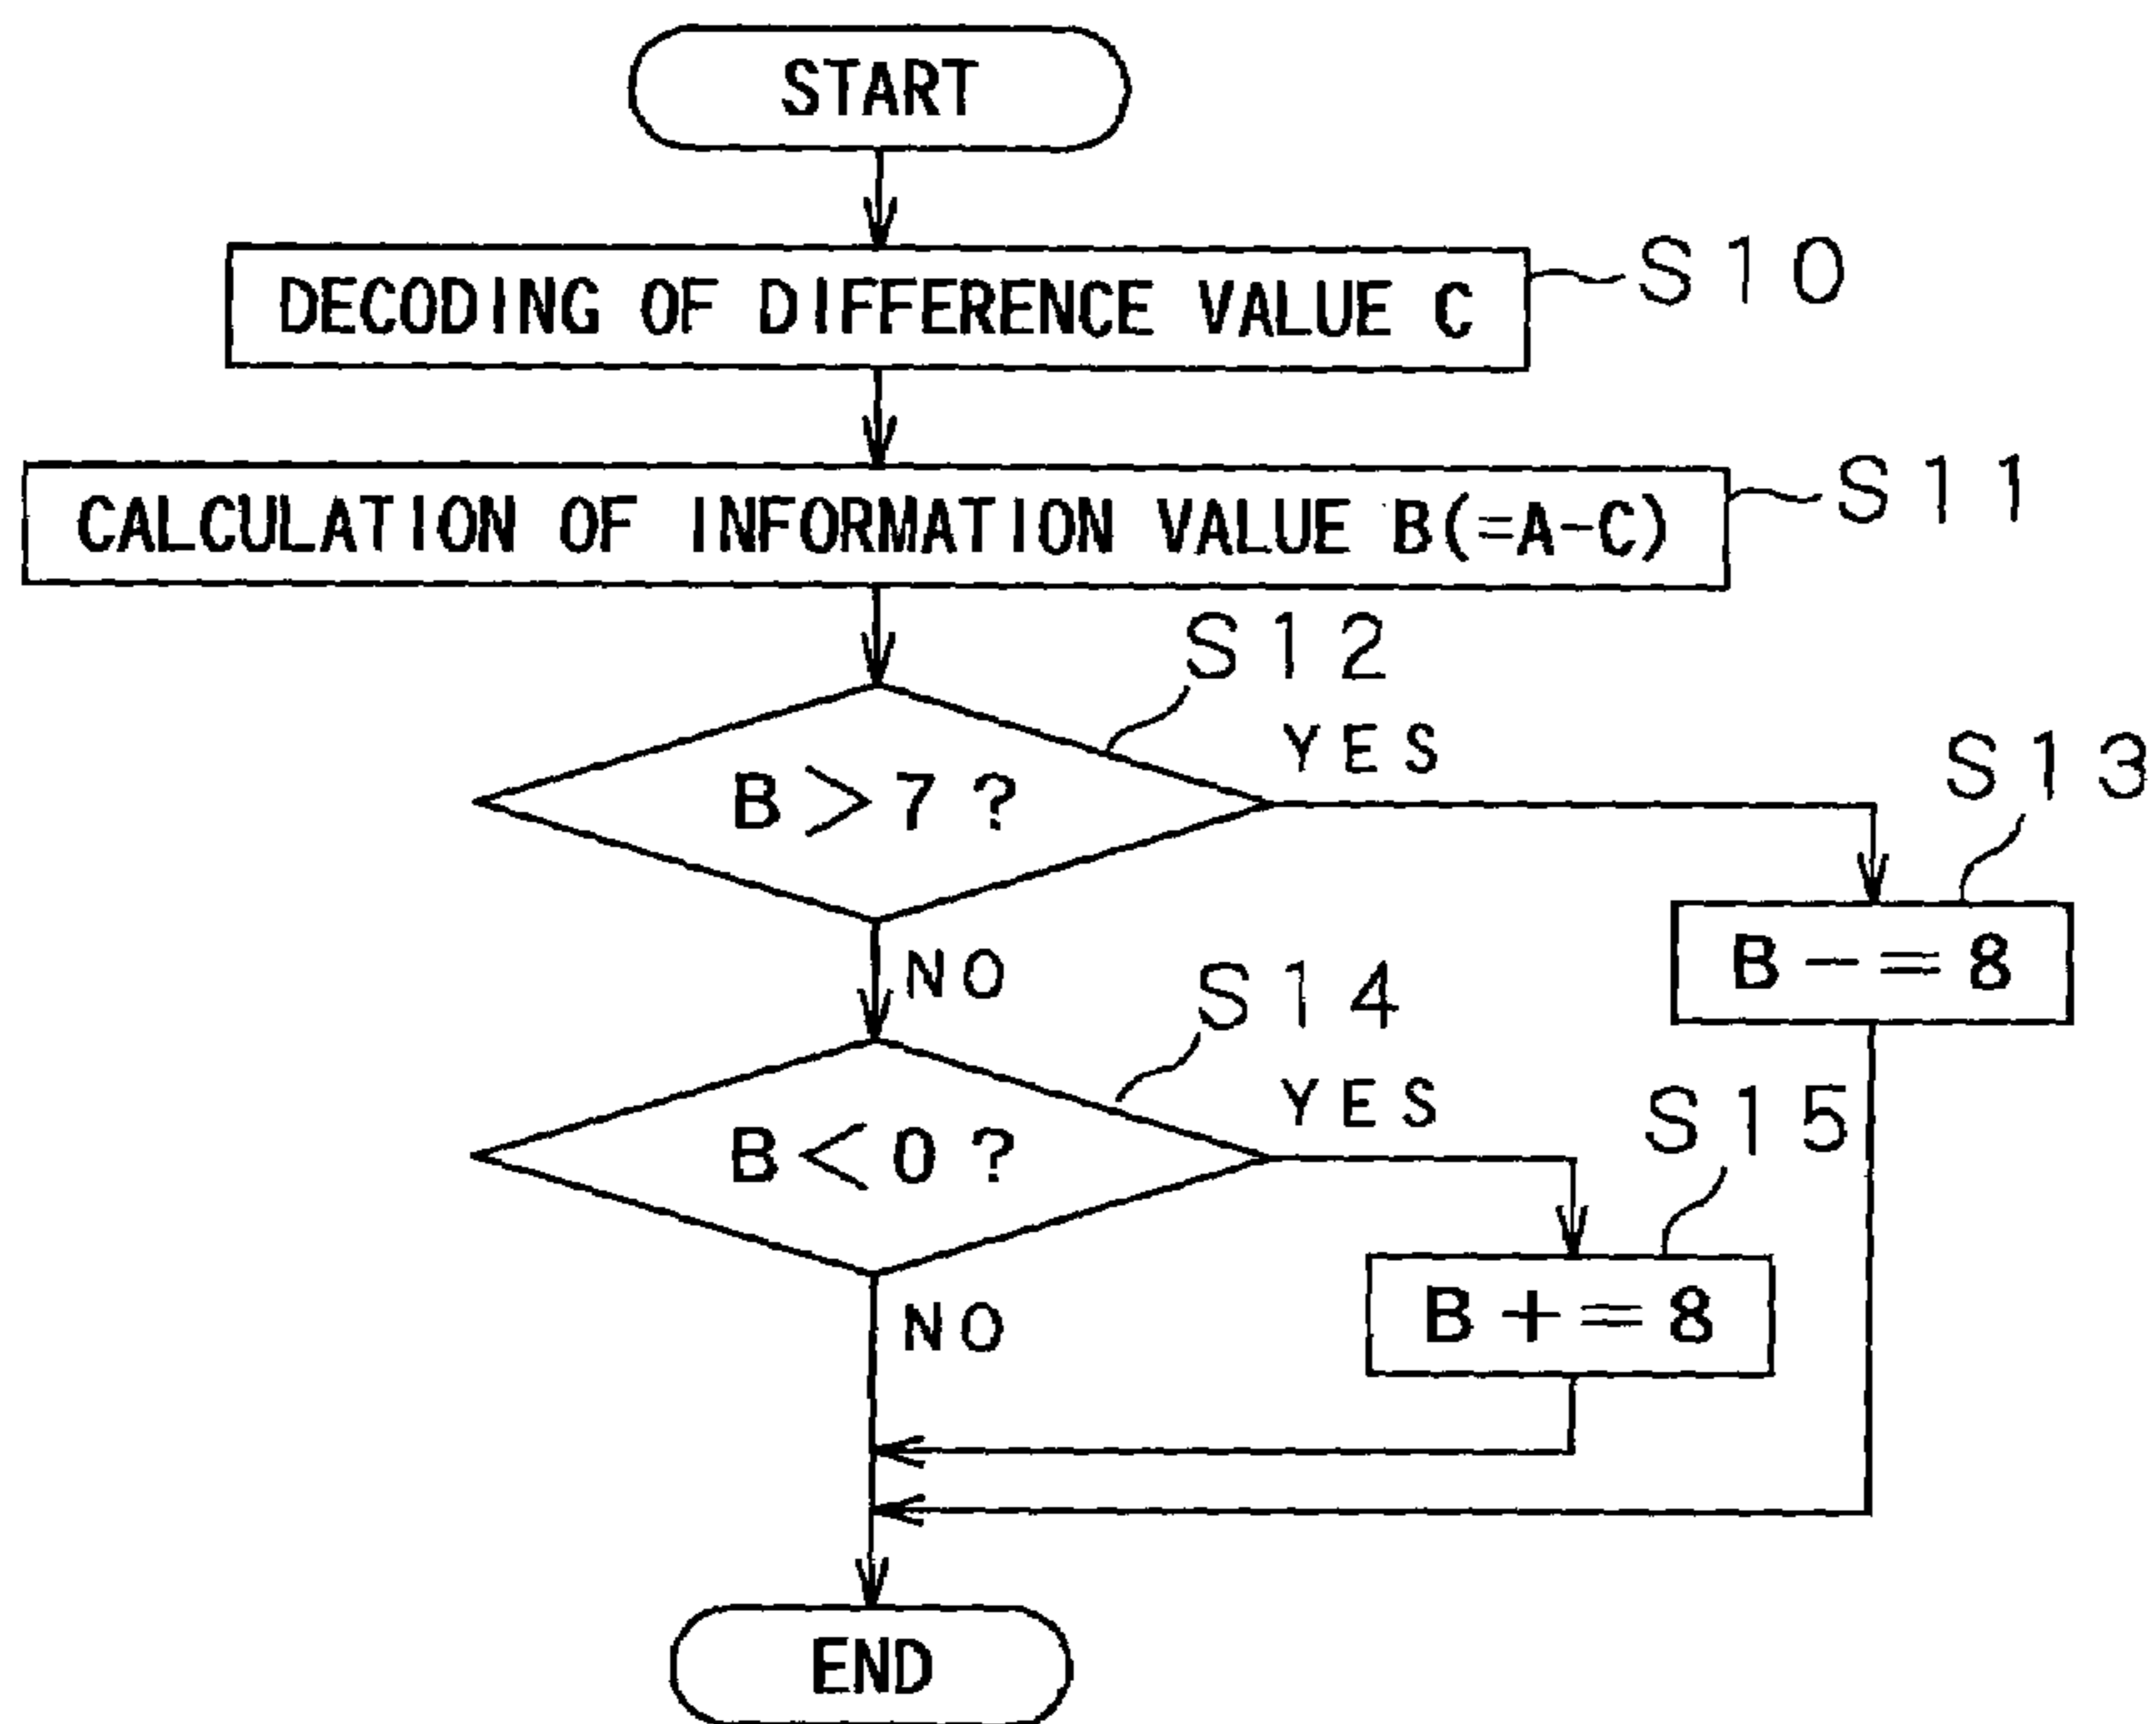 START
DECODING OF DIFFERENCE VALUE C
S10
CALCULATION OF INFORMATION VALUE B(=A-C)
S11
S12
B>7?
YES
S13
B-=8
NO
S14
B<0?
YES
S15
B+=8
NO
END